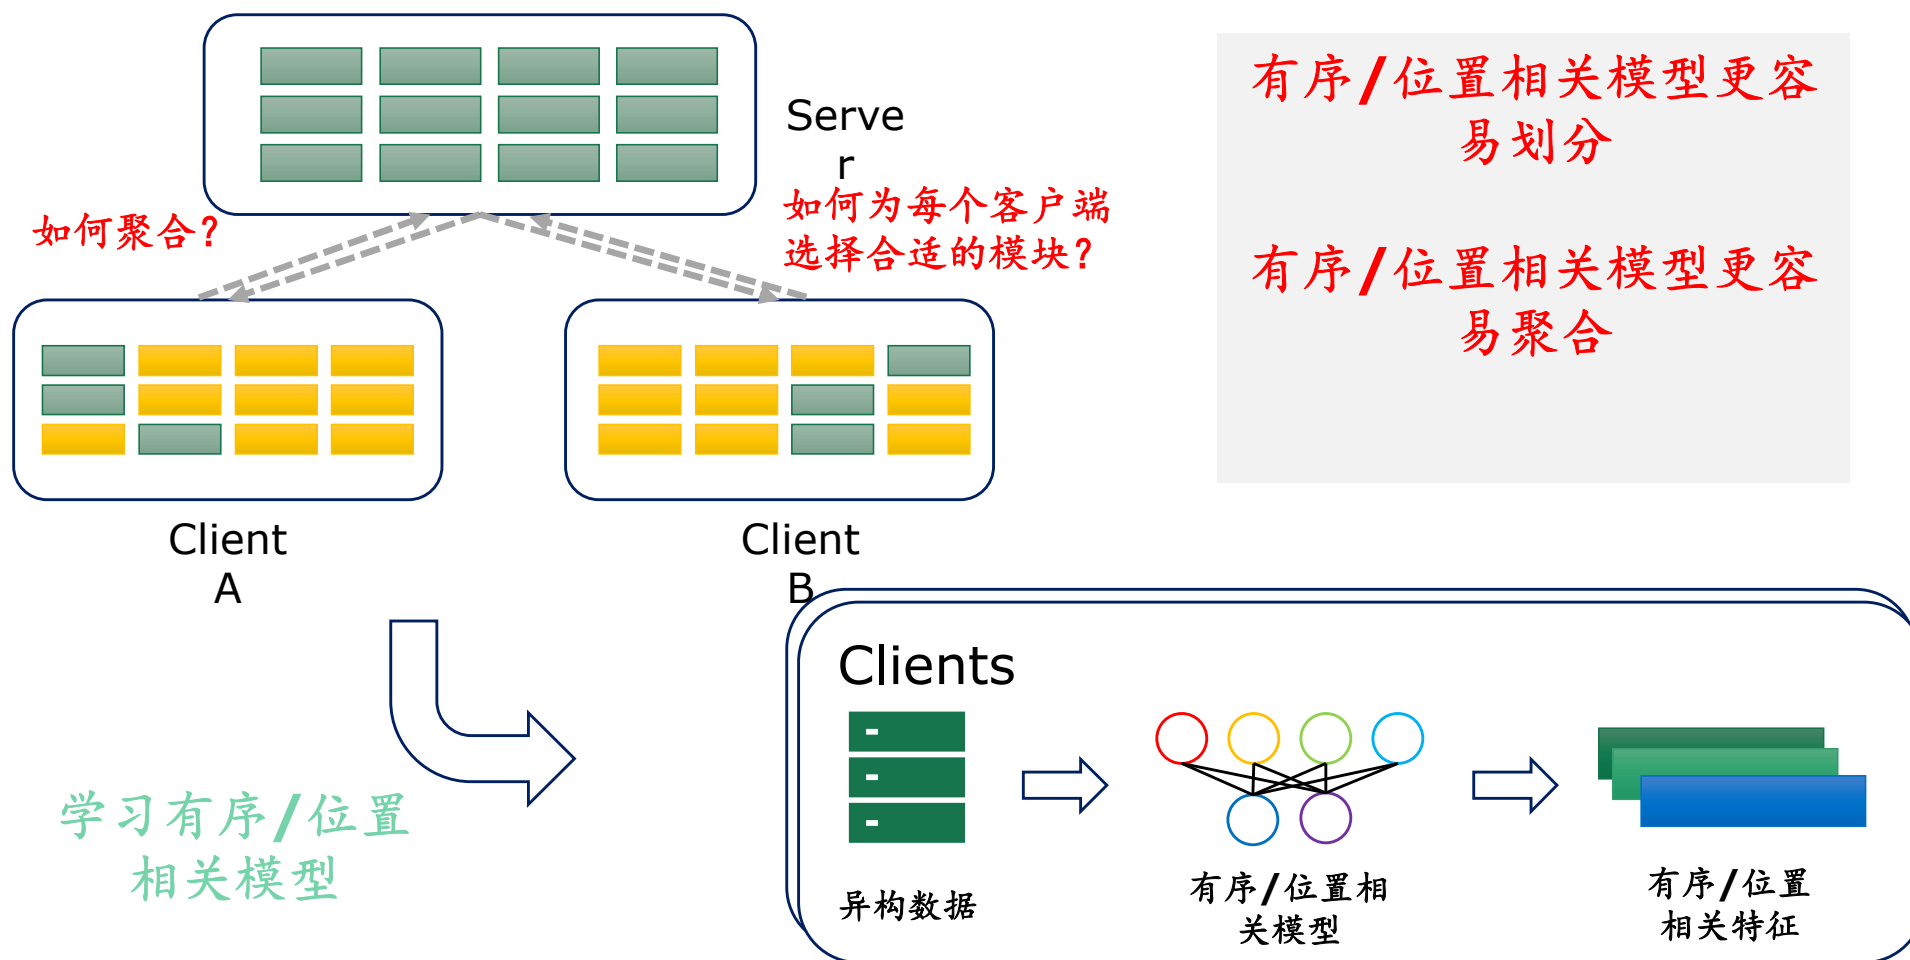 Serve
r
如何聚合?
如何为每个客户端
选择合适的模块?
有序/位置相关模型更容
易划分
有序/位置相关模型更容
易聚合
Client
A
Client
B
学习有序/位置
相关模型
Clients
异构数据
有序/位置相
关模型
有序/位置
相关特征